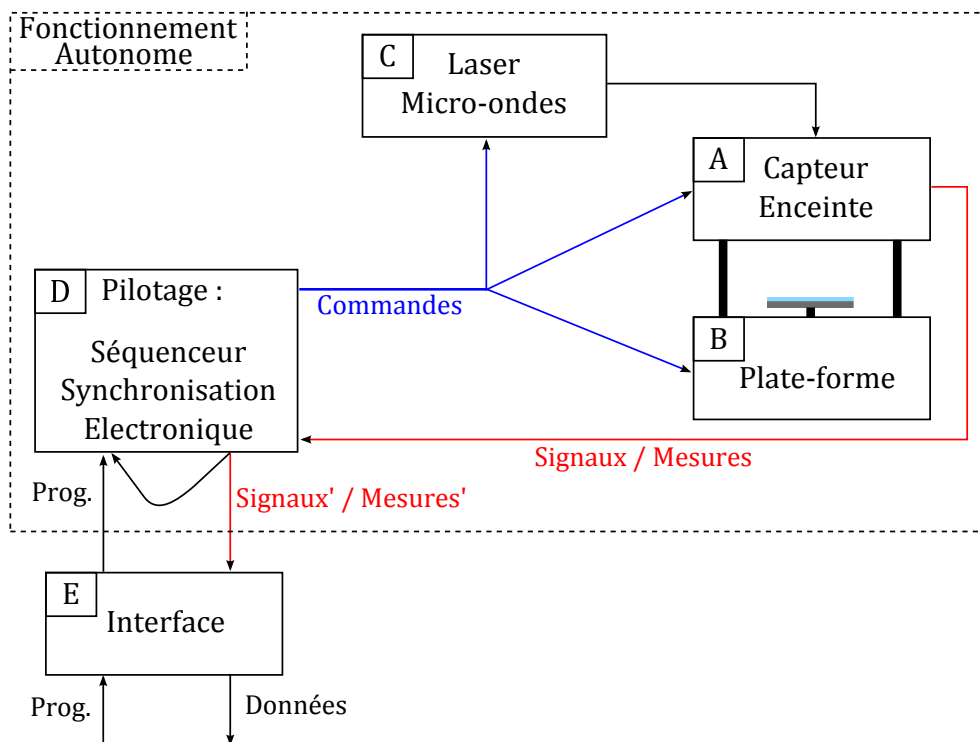 Fonctionnement
Autonome
C
Laser
Micro-ondes
A
Capteur
Enceinte
D
Pilotage :
Séquenceur
Synchronisation
Electronique
Commandes
B
Plate-forme
Signaux / Mesures
Prog.
Signaux' / Mesures'
E
Interface
Prog.
Données